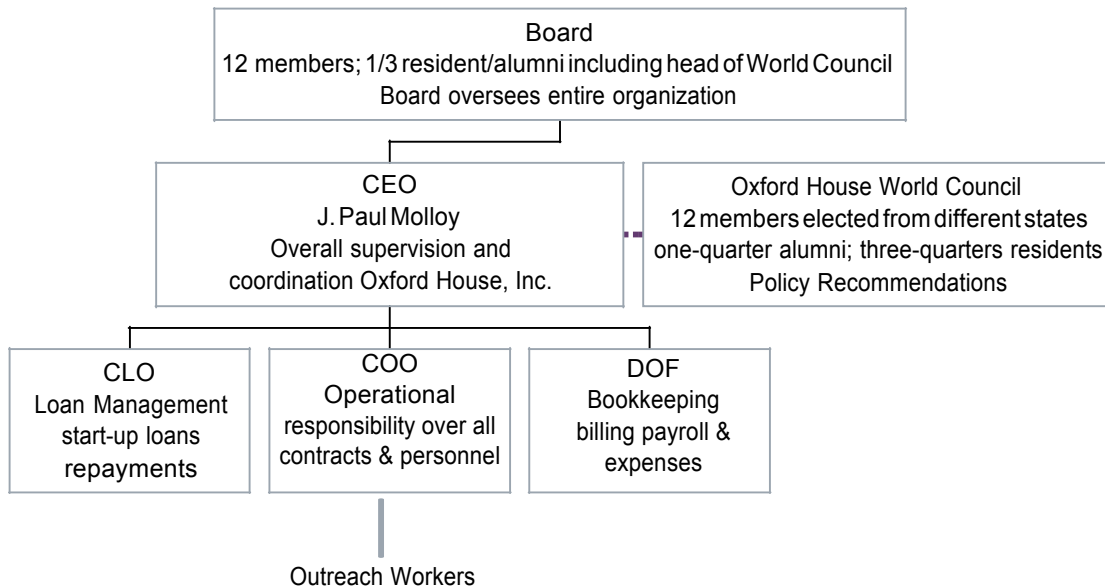 Board
12 members; 1/3 resident/alumni including head of World Council
Board oversees entire organization
CEO
J. Paul Molloy
Overall supervision and
coordination Oxford House, Inc.
Oxford House World Council
12 members elected from different states
one-quarter alumni; three-quarters residents
Policy Recommendations
CLO
Loan Management
start-up loans
repayments
COO
Operational
responsibility over all
contracts & personnel
DOF
Bookkeeping
billing payroll &
expenses
Outreach Workers